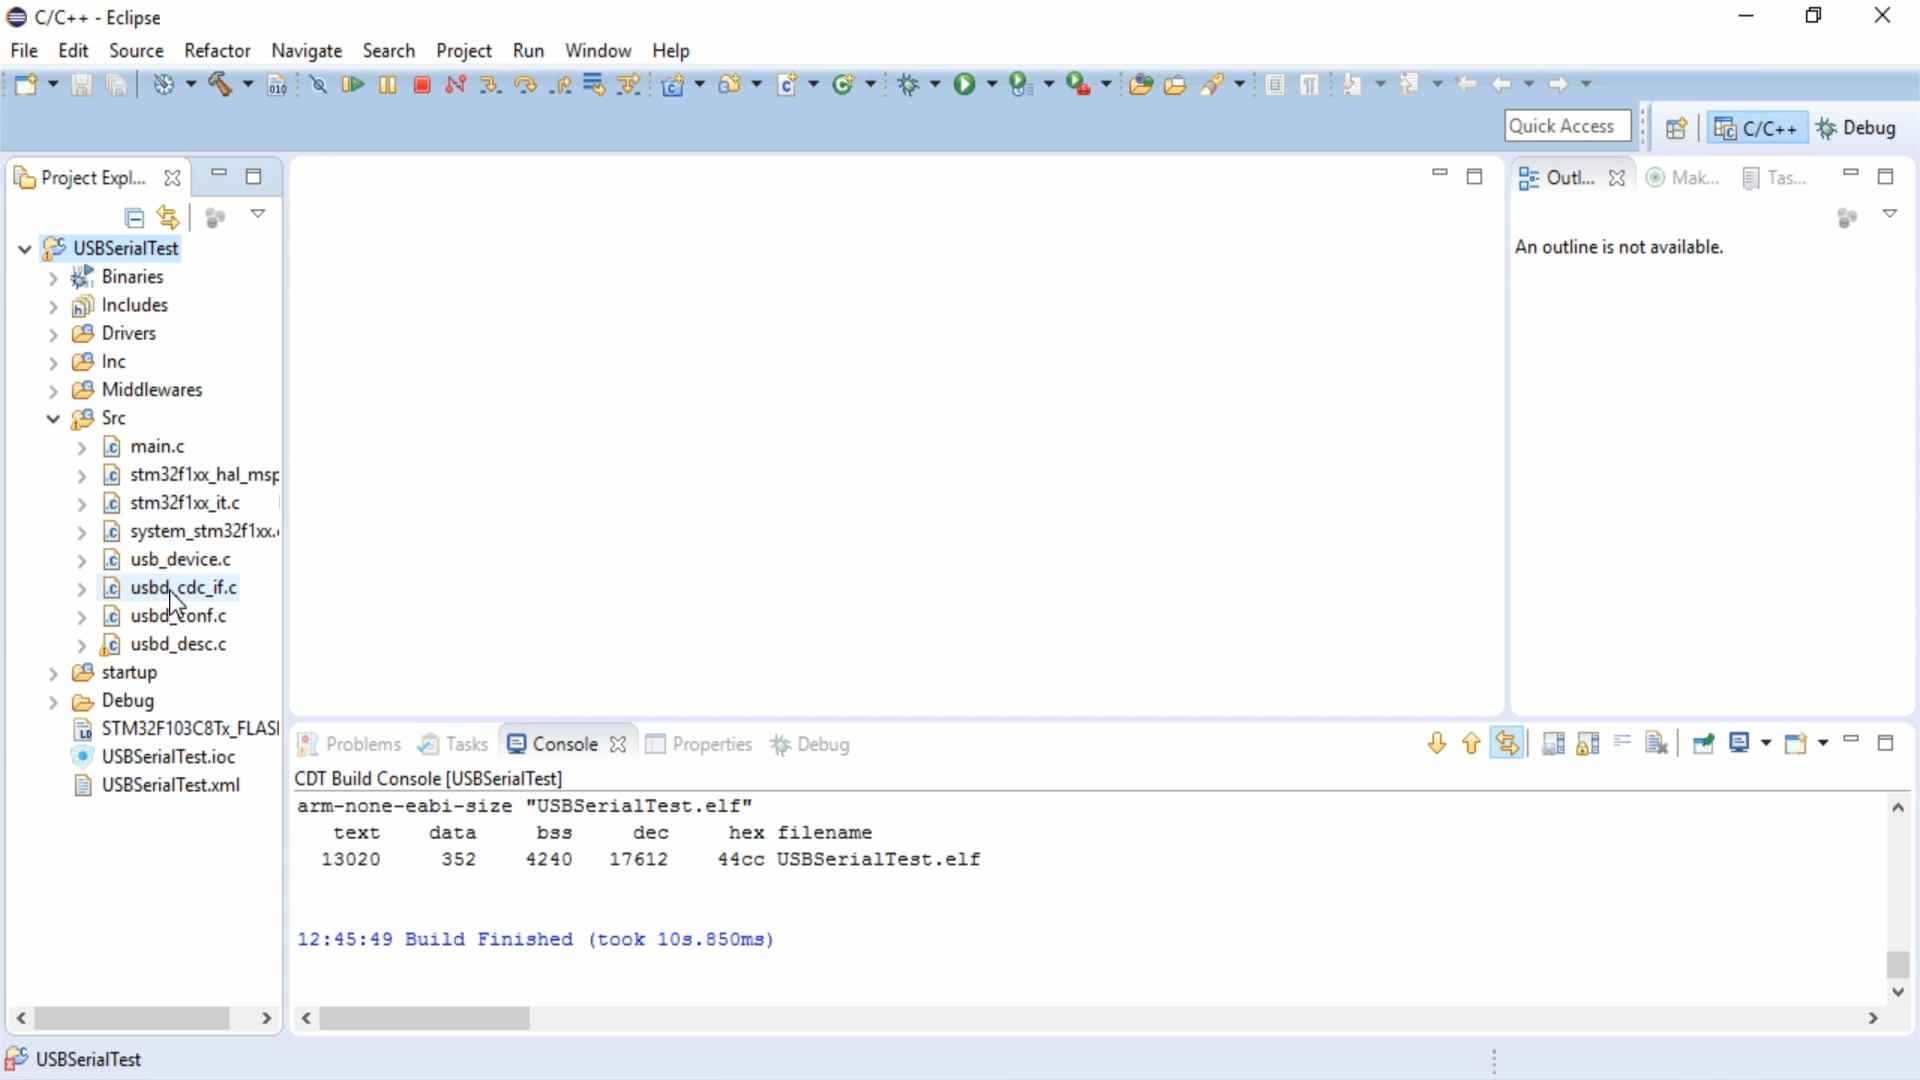 C/C++ - Eclipse
File Edit Source Refactor Navigate Search Project Run Window Help
010
Quick Access C/C++ Debug
Project Expl...
USBSerialTest
Binaries
Includes
Drivers
Inc
Middlewares
Src
main.c
stm32f1xx_hal_msp
stm32f1xx_it.c
system_stm32f1xx.
usb_device.c
usbd_cdc_if.c
usbd_conf.c
usbd_desc.c
startup
Debug
STM32F103C8Tx_FLAS
USBSerialTest.ioc
USBSerialTest.xml
Outl... Mak... Tas...
An outline is not available.
Problems Tasks Console Properties Debug
CDT Build Console [USBSerialTest]
arm-none-eabi-size "USBSerialTest.elf"
text data bss dec hex filename
13020 352 4240 17612 44cc USBSerialTest.elf
12:45:49 Build Finished (took 10s.850ms)
USBSerialTest